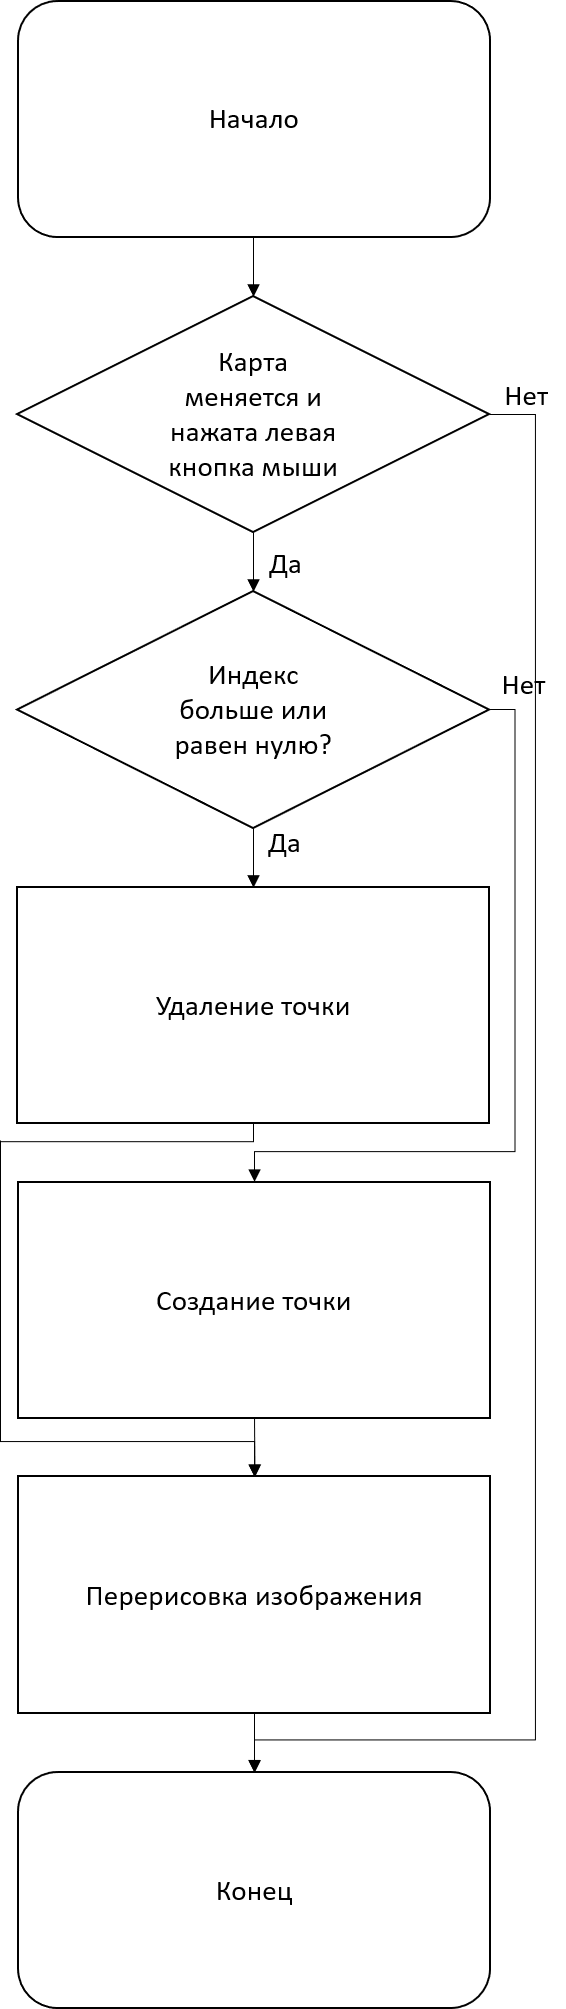 Начало
Карта
меняется и
нажата левая
кнопка мыши
Нет
Да
Индекс
больше или
равен нулю?
Нет
Да
Удаление точки
Создание точки
Перерисовка изображения
Конец